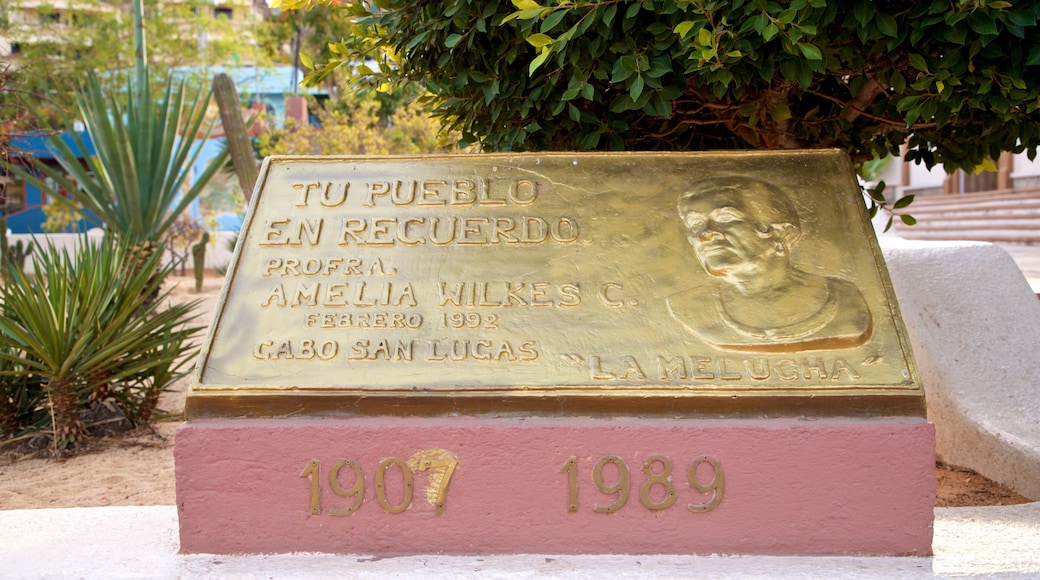 TU PUEBLO
EN RECUERDO
PROFRA.
AMELIA WILKES C.
FEBRERO 1992
CABO SAN LUCAS
"LA MELUCHA"
1907 1989